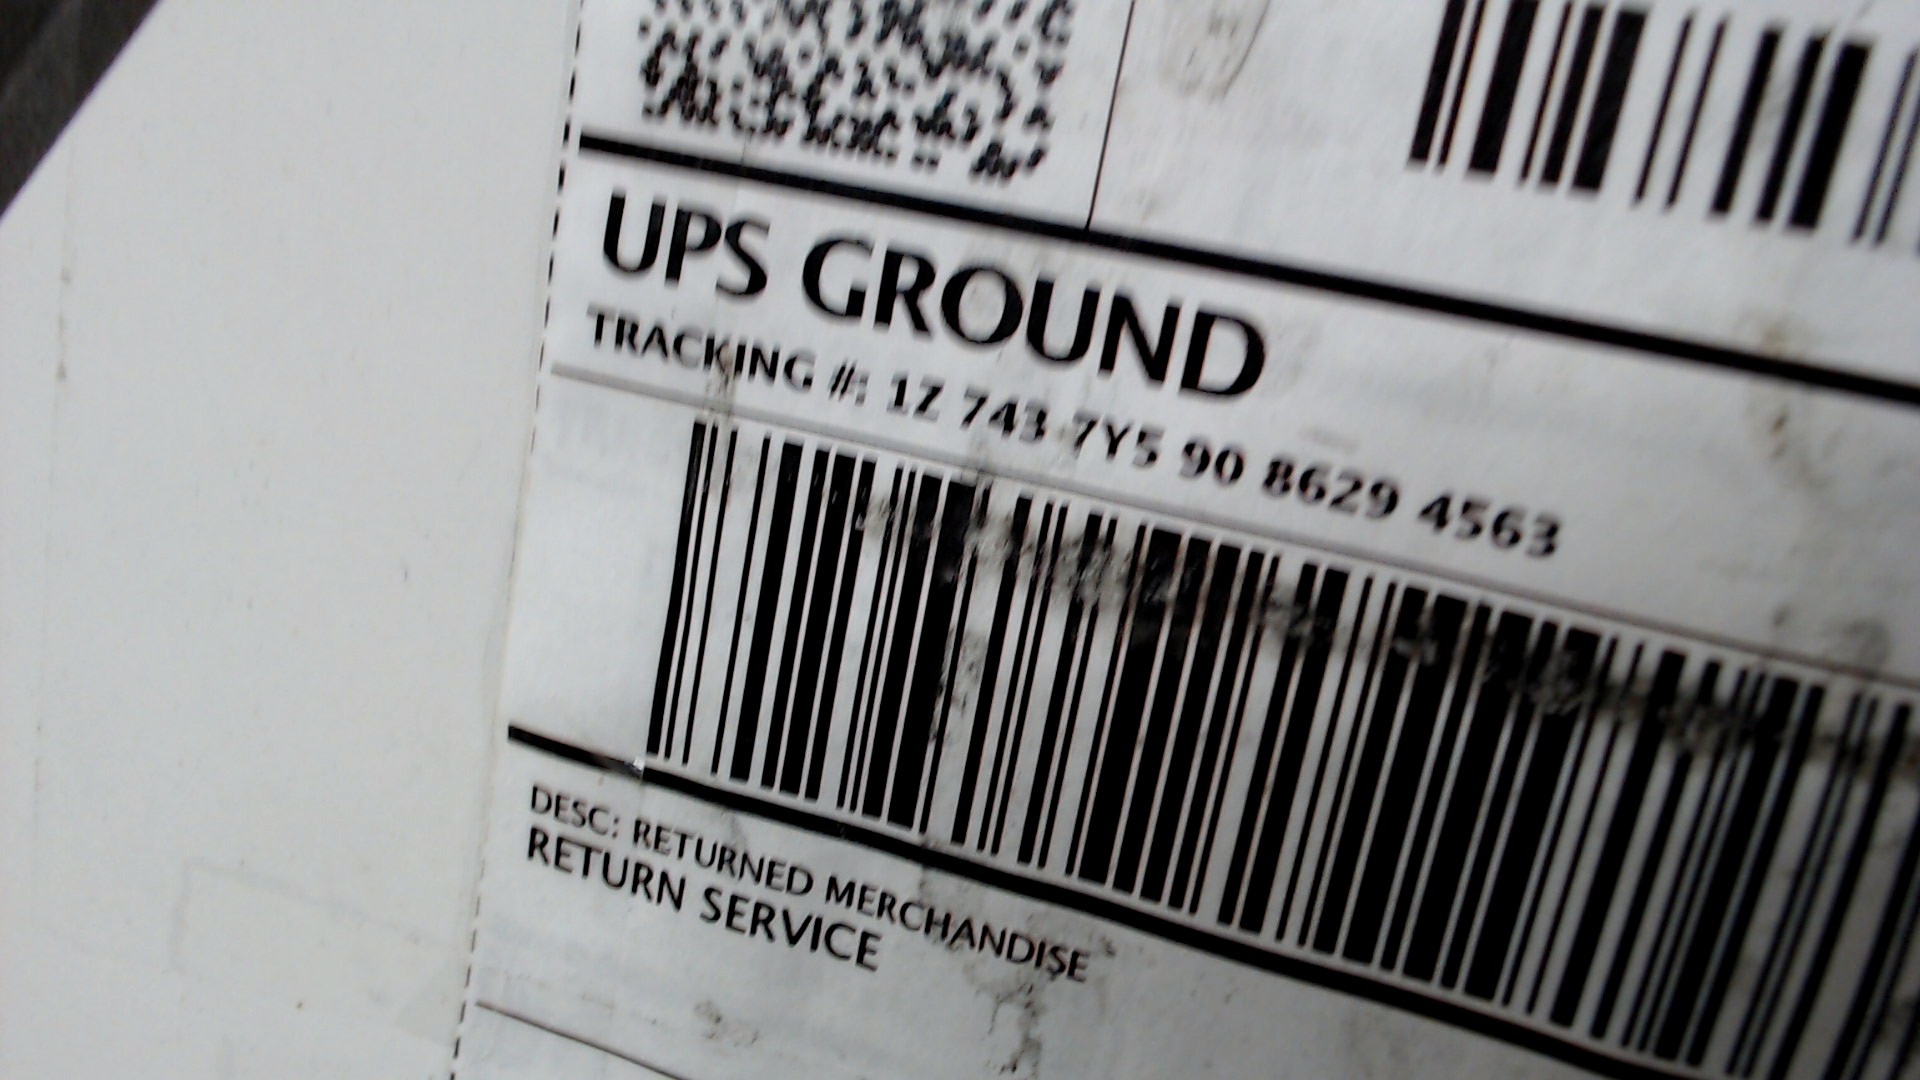 UPS GROUND
TRACKING #: 1Z 743 7Y5 90 8629 4563
DESC: RETURNED MERCHANDISE
RETURN SERVICE